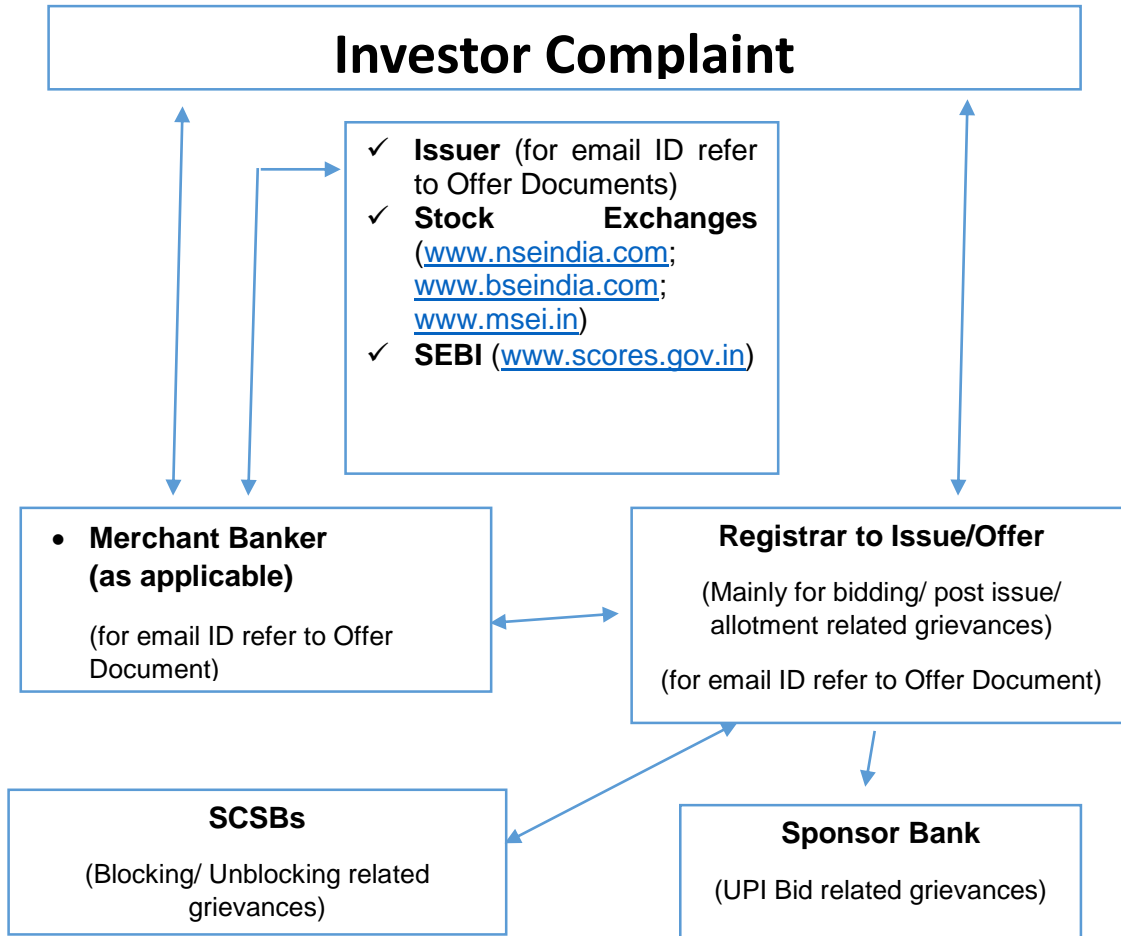 Investor Complaint
✓ Issuer (for email ID refer
to Offer Documents)
✓ Stock Exchanges
(www.nseindia.com;
www.bseindia.com;
www.msei.in)
✓ SEBI (www.scores.gov.in)
• Merchant Banker
(as applicable)
(for email ID refer to Offer
Document)
Registrar to Issue/Offer
(Mainly for bidding/ post issue/
allotment related grievances)
(for email ID refer to Offer Document)
SCSBs
(Blocking/ Unblocking related
grievances)
Sponsor Bank
(UPI Bid related grievances)